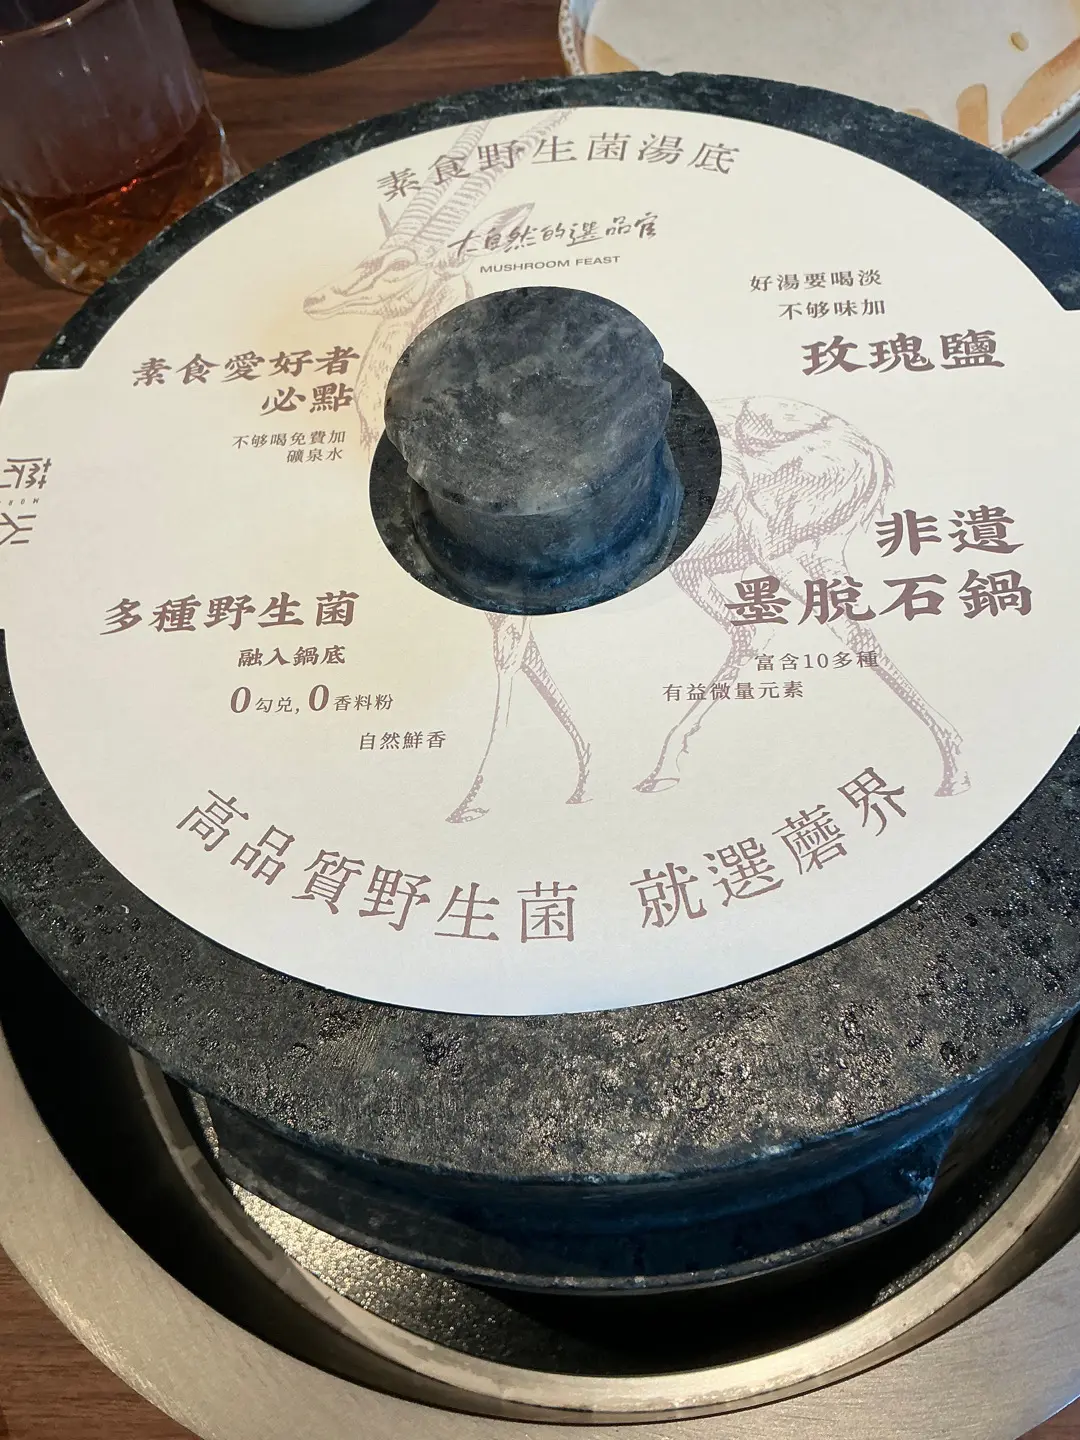 素食野生菌湯底
大自然的選品官
MUSHROOM FEAST
好湯要喝淡
不够味加
玫瑰鹽
素食愛好者
必點
不够喝免費加
礦泉水
非遺
墨脫石鍋
富含10多種
有益微量元素
多種野生菌
融入鍋底
0勾兑, 0香料粉
自然鮮香
高品質野生菌 就選蘑界